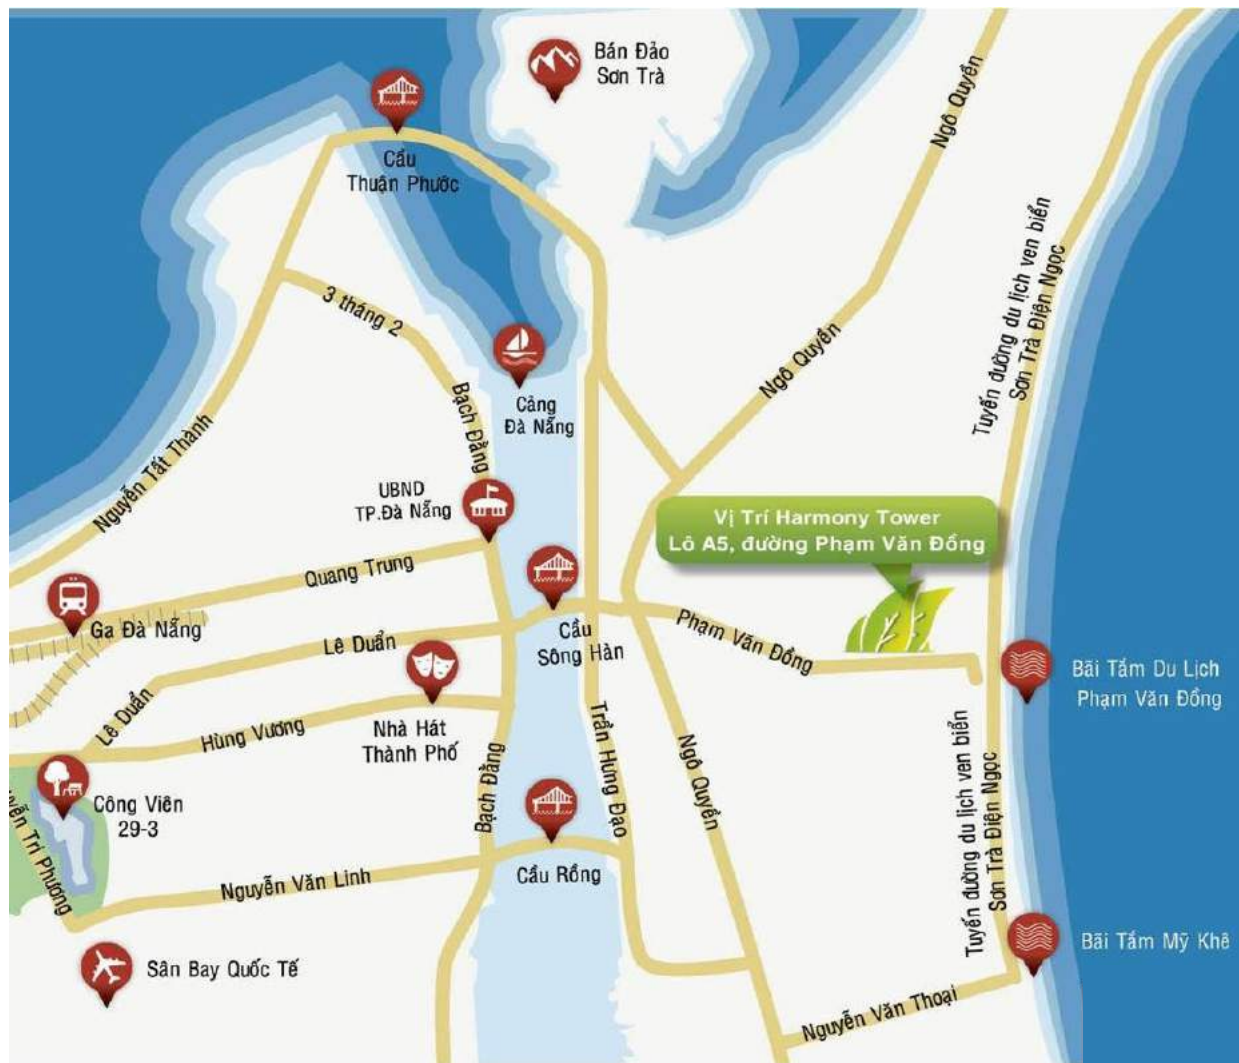 Bán Đảo
Sơn Trà
Cầu
Thuận Phước
Ngô Quyền
Tuyến đường du lịch ven biển
Sơn Trà Điện Ngọc
3 tháng 2
Ngô Quyền
Cảng
Đà Nẵng
Bạch Đằng
Nguyễn Tất Thành
UBND
TP.Đà Nẵng
Vị Trí Harmony Tower
Lô A5, đường Phạm Văn Đồng
Quang Trung
Ga Đà Nẵng
Lê Duẩn
Cầu
Sông Hàn
Phạm Văn Đồng
Bãi Tắm Du Lịch
Phạm Văn Đồng
Lê Duẩn
Hùng Vương
Nhà Hát
Thành Phố
Bạch Đằng
Trần Hưng Đạo
Ngô Quyền
Tuyến đường du lịch ven biển
Sơn Trà Điện Ngọc
Công Viên
29-3
Trí Phương
Nguyễn Văn Linh
Cầu Rồng
Bãi Tắm Mỹ Khê
Sân Bay Quốc Tế
Nguyễn Văn Thoại